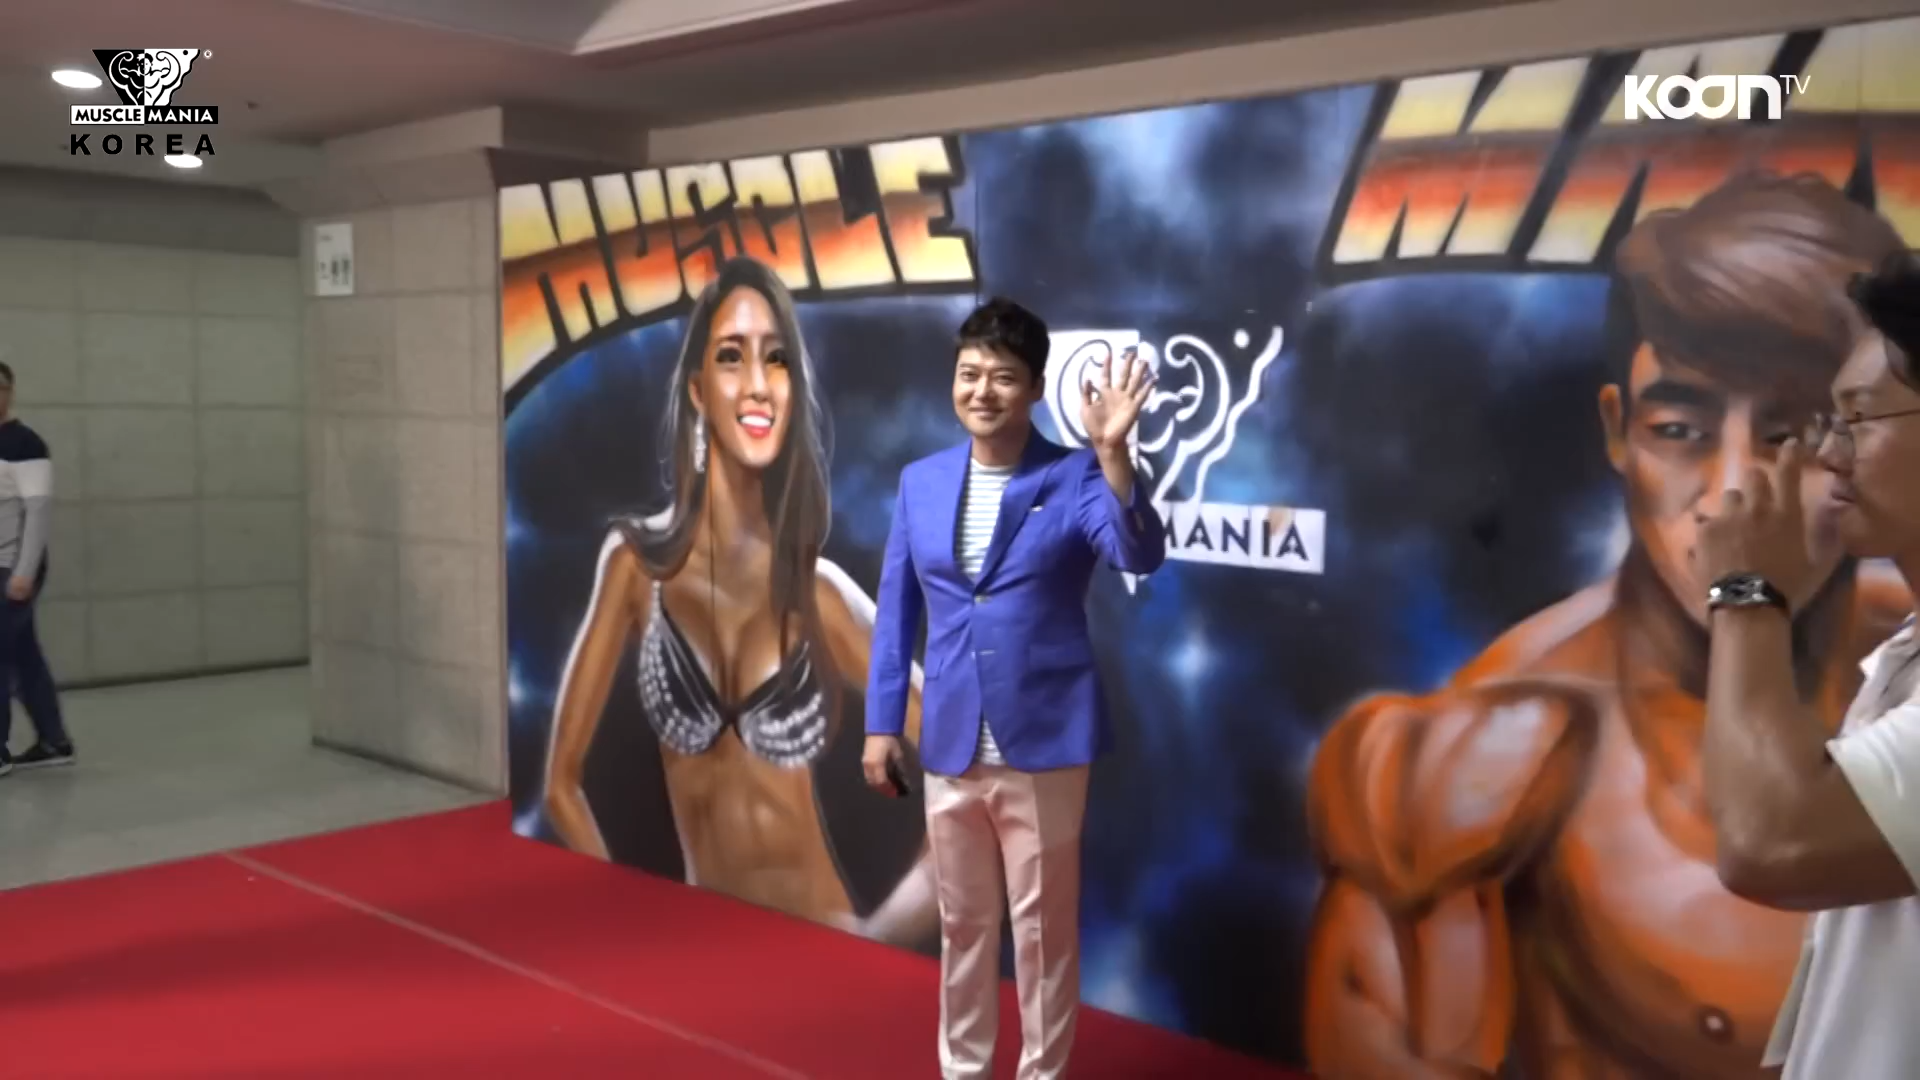 MUSCLE MANIA
KOREA
KOON TV
MUSCLE
MANIA